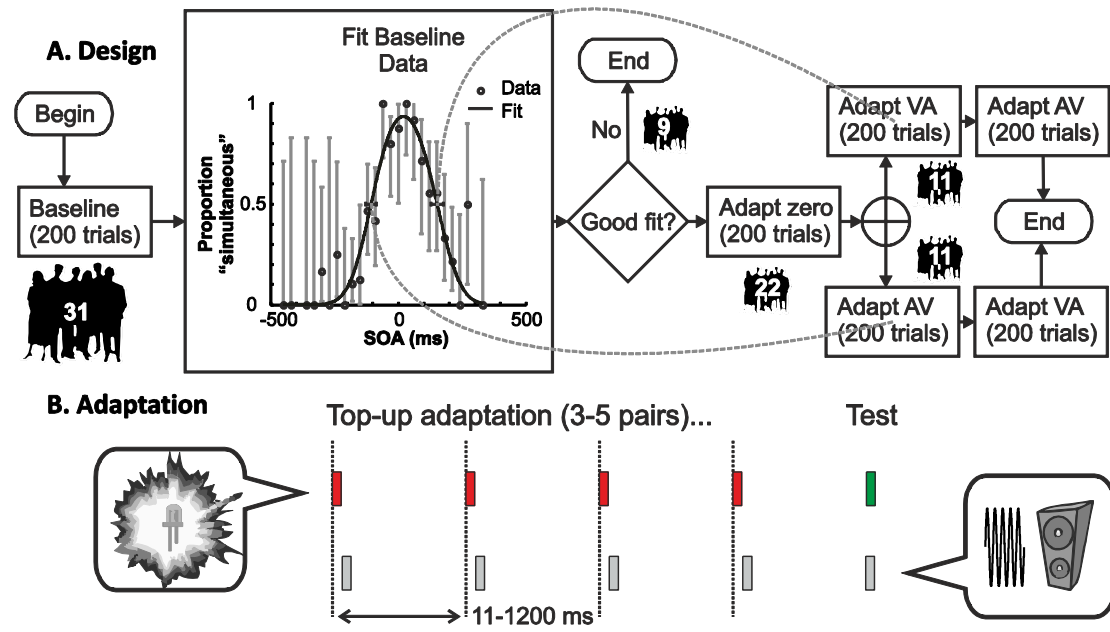 A. Design
Begin
Baseline
(200 trials)
31
Fit Baseline
Data
Data
Fit
Proportion
“simultaneous”
1
0.5
0
-500
0
500
SOA (ms)
End
No
9
Good fit?
Adapt zero
(200 trials)
22
Adapt VA
(200 trials)
Adapt AV
(200 trials)
11
End
11
Adapt AV
(200 trials)
Adapt VA
(200 trials)
B. Adaptation
Top-up adaptation (3-5 pairs)...
Test
11-1200 ms